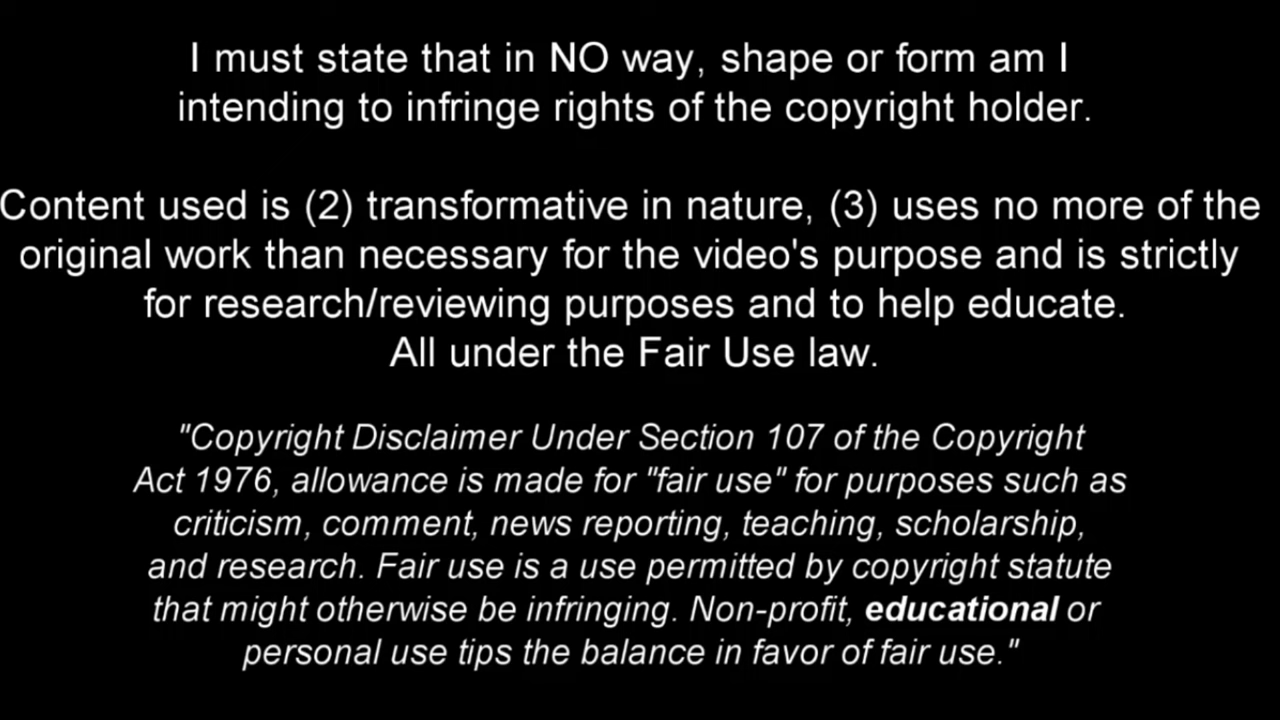 I must state that in NO way, shape or form am I
intending to infringe rights of the copyright holder.
Content used is (2) transformative in nature, (3) uses no more of the
original work than necessary for the video's purpose and is strictly
for research/reviewing purposes and to help educate.
All under the Fair Use law.
"Copyright Disclaimer Under Section 107 of the Copyright
Act 1976, allowance is made for "fair use" for purposes such as
criticism, comment, news reporting, teaching, scholarship,
and research. Fair use is a use permitted by copyright statute
that might otherwise be infringing. Non-profit, educational or
personal use tips the balance in favor of fair use."